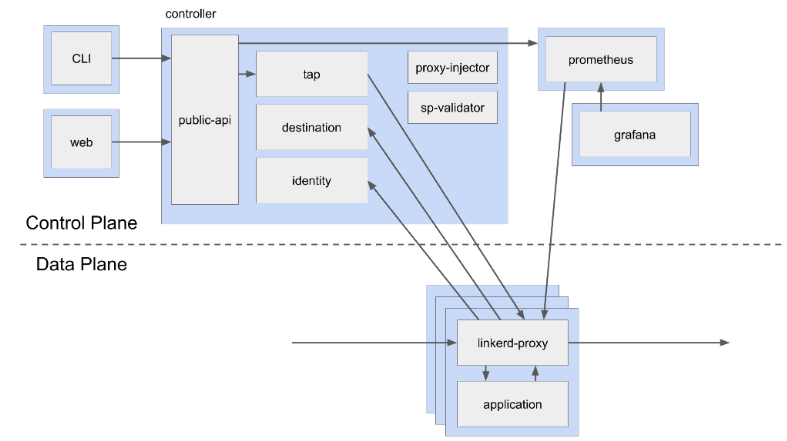 controller
CLI
web
public-api
tap
destination
identity
proxy-injector
sp-validator
prometheus
grafana
Control Plane
Data Plane
linkerd-proxy
application